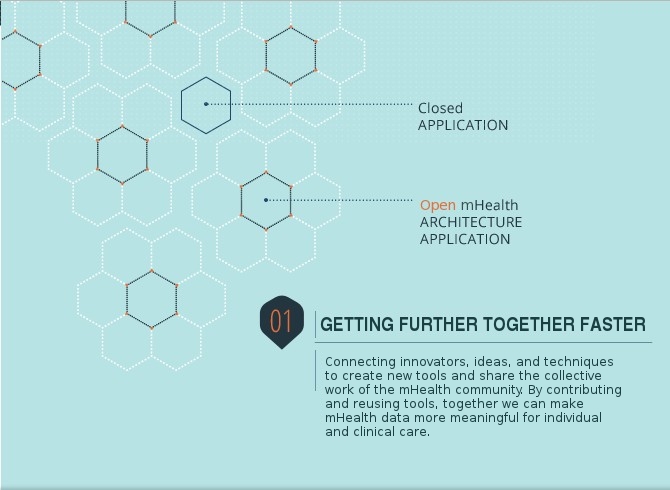 Closed
APPLICATION
Open mHealth
ARCHITECTURE
APPLICATION
01
GETTING FURTHER TOGETHER FASTER
Connecting innovators, ideas, and techniques
to create new tools and share the collective
work of the mHealth community. By contributing
and reusing tools, together we can make
mHealth data more meaningful for individual
and clinical care.